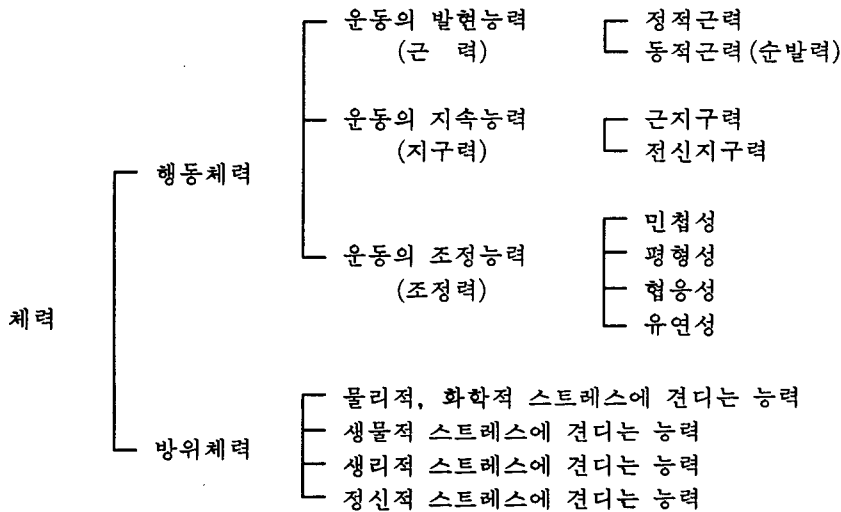 운동의 발현능력 정적근력
(근 력) 동적근력(순발력)
운동의 지속능력 근지구력
(지구력) 전신지구력
행동체력
민첩성
운동의 조정능력 평형성
(조정력) 협응성
유연성
체력
물리적, 화학적 스트레스에 견디는 능력
생물적 스트레스에 견디는 능력
방위체력
생리적 스트레스에 견디는 능력
정신적 스트레스에 견디는 능력